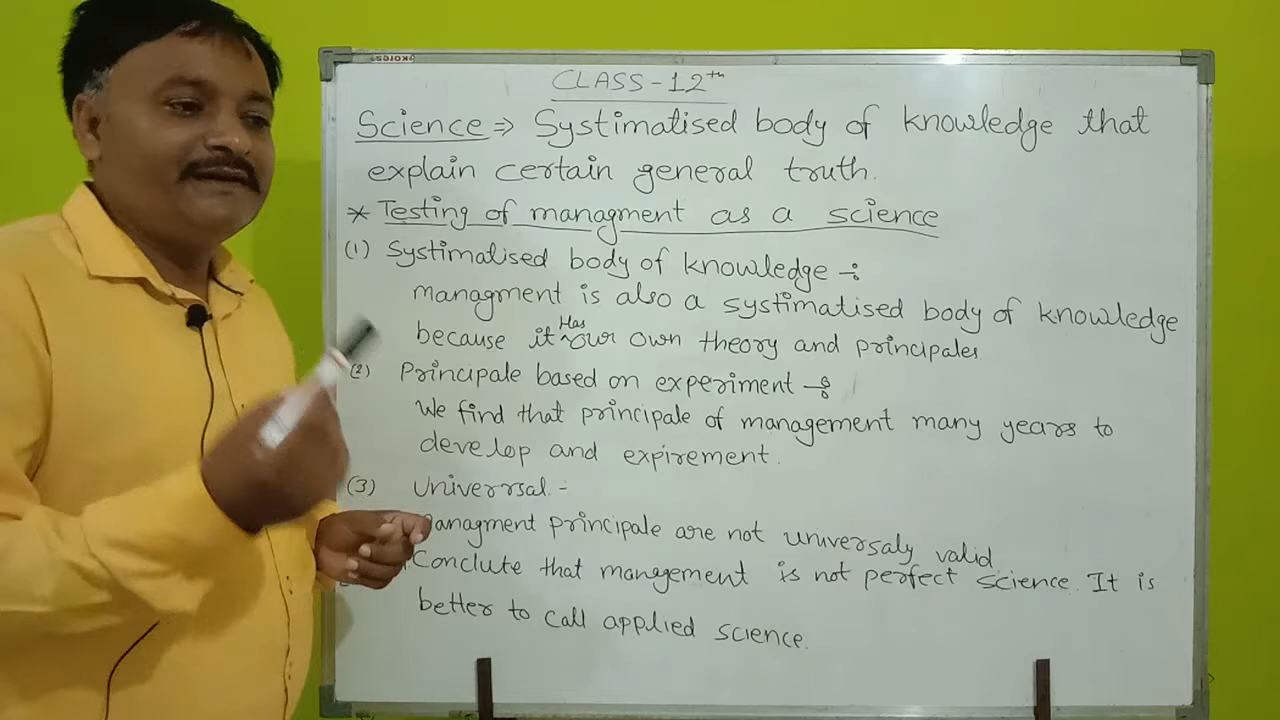 CLASS-12th
Science ⇒ Systimatised body of knowledge that
explain certain general truth.
* Testing of managment as a science
(1) Systimatised body of knowledge -:
managment is also a systimatised body of knowledge
because it Has our own theory and principales
(2) Principale based on experiment -:
We find that principale of management many years to
develop and expirement.
(3) Universal :-
managment principale are not universaly valid
Conclute that management is not perfect science. It is
better to call applied science.